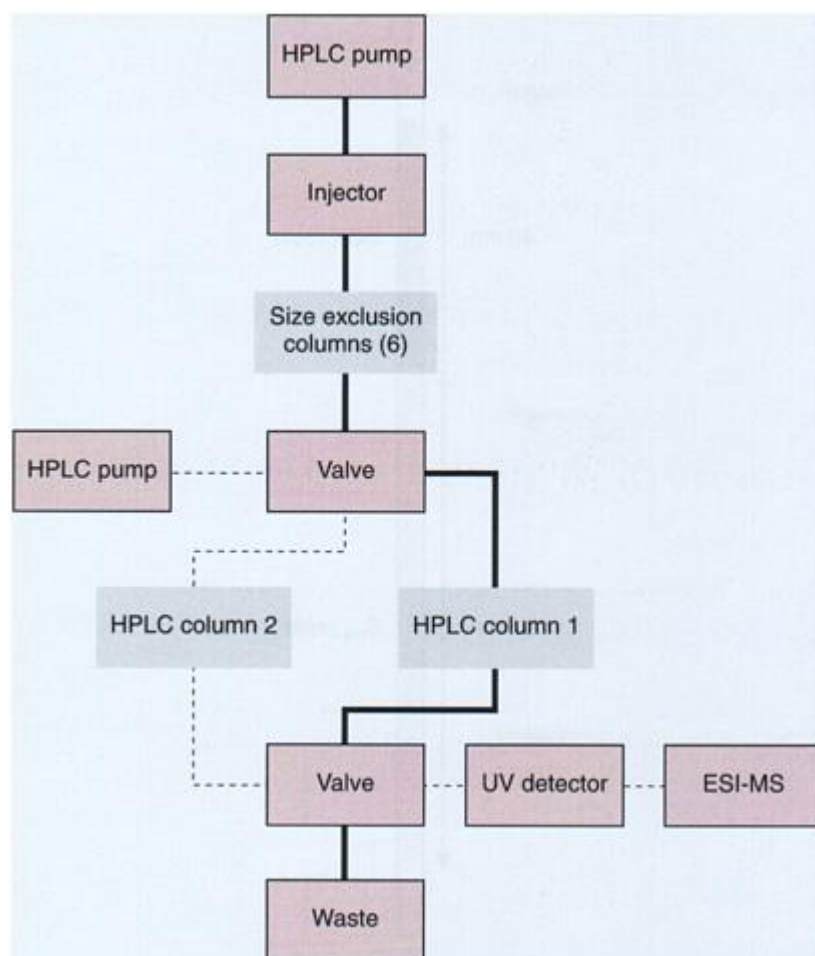 HPLC pump
Injector
Size exclusion
columns (6)
HPLC pump
Valve
HPLC column 2
HPLC column 1
Valve
UV detector
ESI-MS
Waste